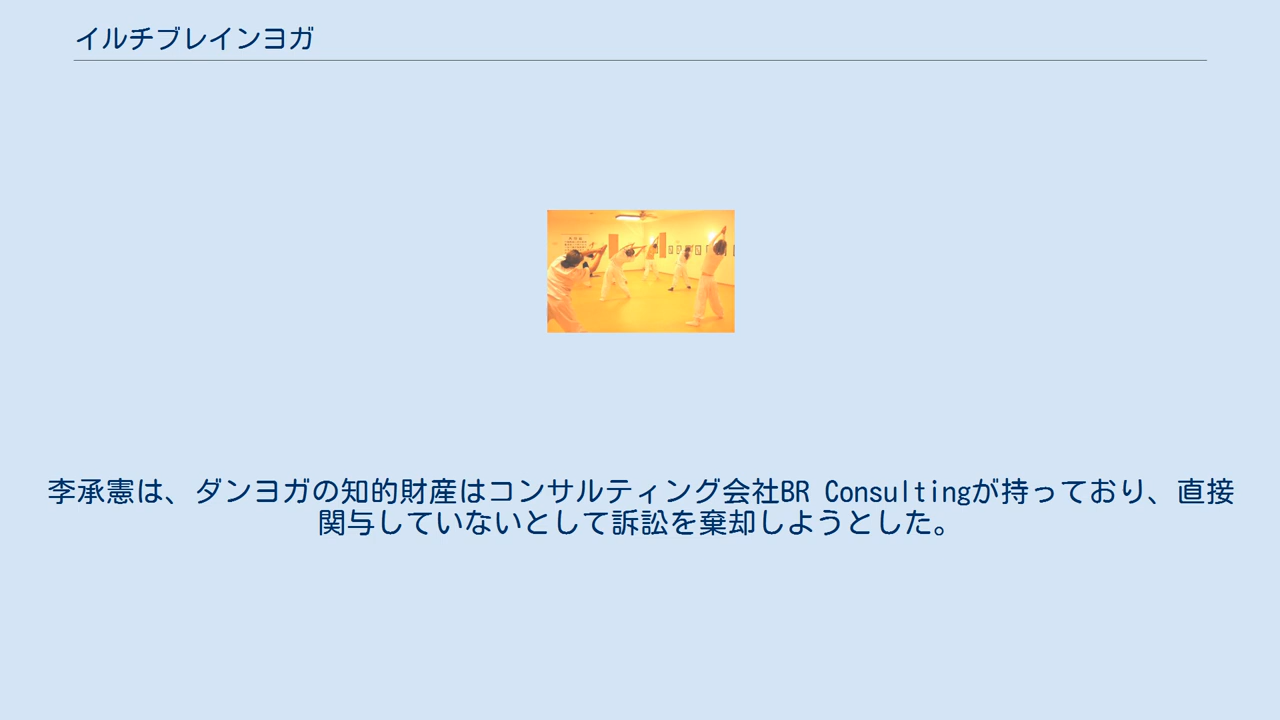 イルチブレインヨガ
李承憲は、ダンヨガの知的財産はコンサルティング会社BR Consultingが持っており、直接
関与していないとして訴訟を棄却しようとした。